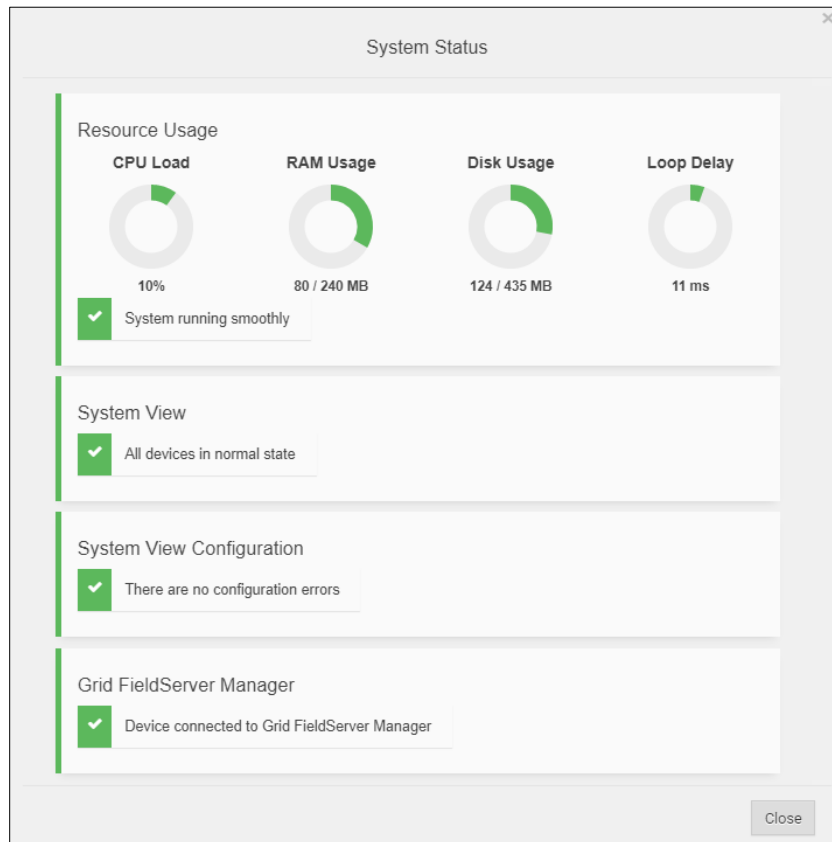 System Status
Resource Usage
CPU Load RAM Usage Disk Usage Loop Delay
10% 80 / 240 MB 124 / 435 MB 11 ms
System running smoothly
System View
All devices in normal state
System View Configuration
There are no configuration errors
Grid FieldServer Manager
Device connected to Grid FieldServer Manager
Close